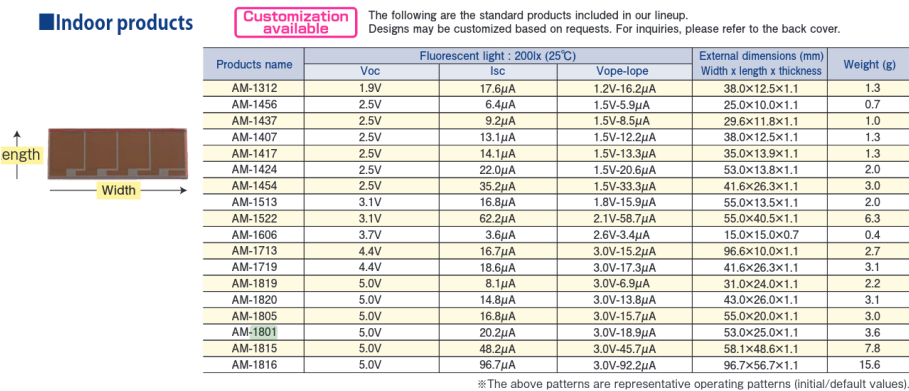 ■Indoor products
Customization
available
The following are the standard products included in our lineup.
Designs may be customized based on requests. For inquiries, please refer to the back cover.
Products name Fluorescent light : 200lx (25℃) External dimensions (mm) Width x length x thickness Weight (g)
Voc Isc Vope-Iope
AM-1312 1.9V 17.6μA 1.2V-16.2μA 38.0×12.5×1.1 1.3
AM-1456 2.5V 6.4μA 1.5V-5.9μA 25.0×10.0×1.1 0.7
AM-1437 2.5V 9.2μA 1.5V-8.5μA 29.6×11.8×1.1 1.0
AM-1407 2.5V 13.1μA 1.5V-12.2μA 38.0×12.5×1.1 1.3
AM-1417 2.5V 14.1μA 1.5V-13.3μA 35.0×13.9×1.1 1.3
AM-1424 2.5V 22.0μA 1.5V-20.6μA 53.0×13.8×1.1 2.0
AM-1454 2.5V 35.2μA 1.5V-33.3μA 41.6×26.3×1.1 3.0
AM-1513 3.1V 16.8μA 1.8V-15.9μA 55.0×13.5×1.1 2.0
AM-1522 3.1V 62.2μA 2.1V-58.7μA 55.0×40.5×1.1 6.3
AM-1606 3.7V 3.6μA 2.6V-3.4μA 15.0×15.0×0.7 0.4
AM-1713 4.4V 16.7μA 3.0V-15.2μA 96.6×10.0×1.1 2.7
AM-1719 4.4V 18.6μA 3.0V-17.3μA 41.6×26.3×1.1 3.1
AM-1819 5.0V 8.1μA 3.0V-6.9μA 31.0×24.0×1.1 2.2
AM-1820 5.0V 14.8μA 3.0V-13.8μA 43.0×26.0×1.1 3.1
AM-1805 5.0V 16.8μA 3.0V-15.7μA 55.0×20.0×1.1 3.0
AM-1801 5.0V 20.2μA 3.0V-18.9μA 53.0×25.0×1.1 3.6
AM-1815 5.0V 48.2μA 3.0V-45.7μA 58.1×48.6×1.1 7.8
AM-1816 5.0V 96.7μA 3.0V-92.2μA 96.7×56.7×1.1 15.6
ength
Width
※The above patterns are representative operating patterns (initial/default values).